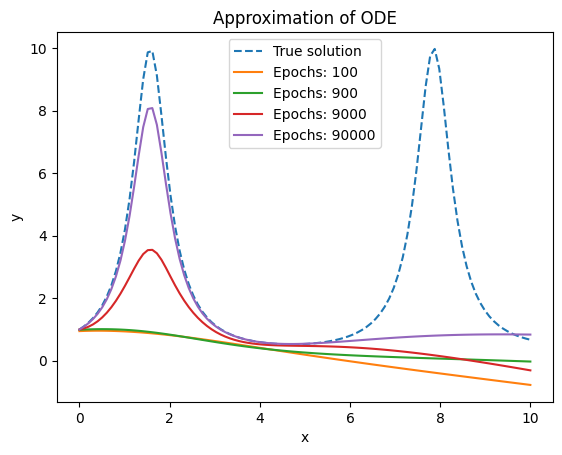 Approximation of ODE
True solution
Epochs: 100
Epochs: 900
Epochs: 9000
Epochs: 90000
y
10
8
6
4
2
0
0 2 4 6 8 10
x